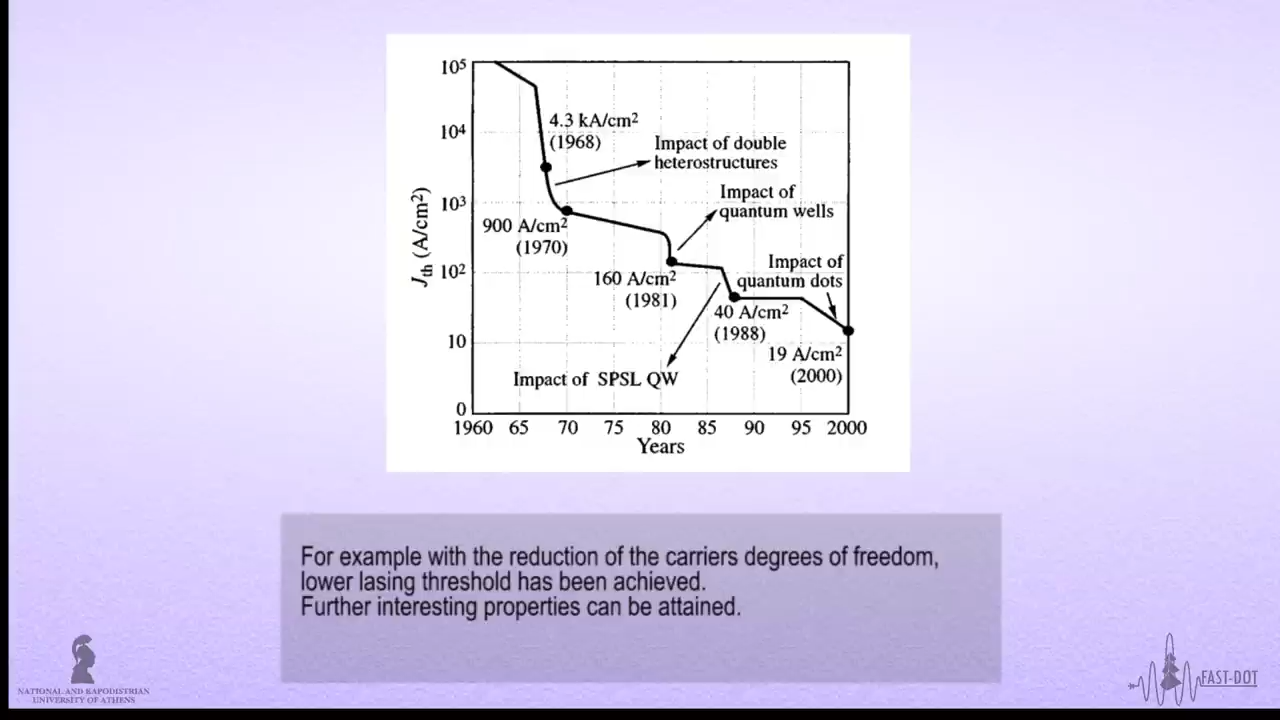 10⁵
10⁴
10³
10²
10
0
J_th (A/cm²)
4.3 kA/cm²
(1968)
Impact of double
heterostructures
Impact of
quantum wells
900 A/cm²
(1970)
Impact of
quantum dots
160 A/cm²
(1981)
40 A/cm²
(1988)
19 A/cm²
(2000)
Impact of SPSL QW
1960 65 70 75 80 85 90 95 2000
Years
For example with the reduction of the carriers degrees of freedom,
lower lasing threshold has been achieved.
Further interesting properties can be attained.
NATIONAL AND KAPODISTRIAN
UNIVERSITY OF ATHENS
FAST-DOT